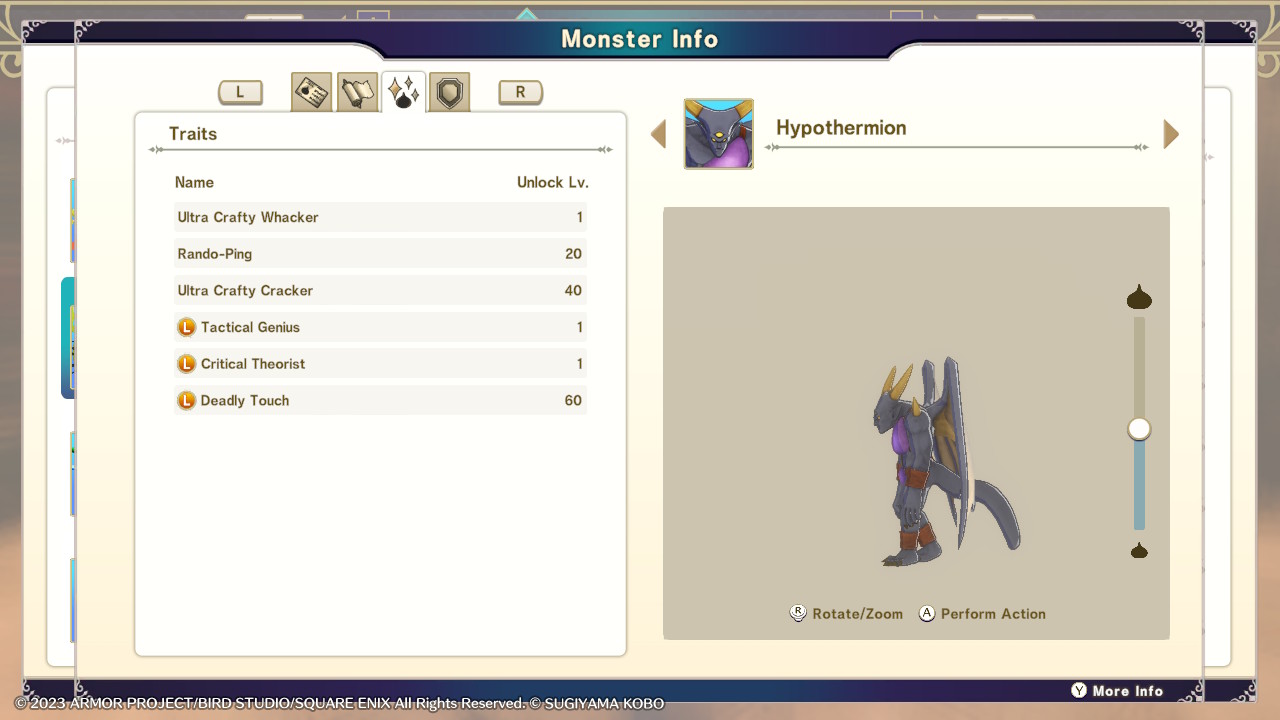 Monster Info
L
R
Traits
Name Unlock Lv.
Ultra Crafty Whacker 1
Rando-Ping 20
Ultra Crafty Cracker 40
L Tactical Genius 1
L Critical Theorist 1
L Deadly Touch 60
Hypothermion
R Rotate/Zoom A Perform Action
Y More Info
© 2023 ARMOR PROJECT/BIRD STUDIO/SQUARE ENIX All Rights Reserved. © SUGIYAMA KOBO